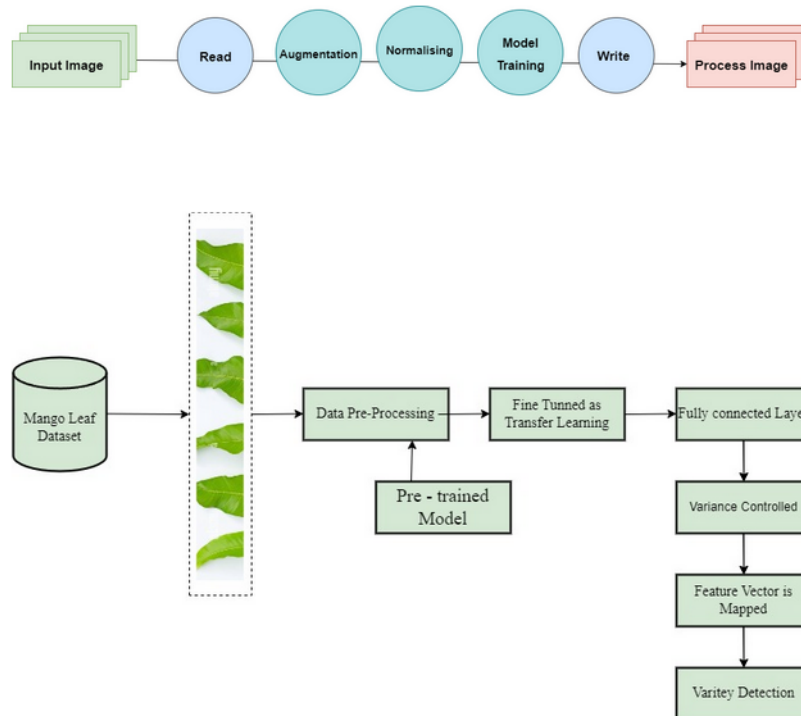 Input Image
Read
Augmentation
Normalising
Model
Training
Write
Process Image
Mango Leaf
Dataset
Data Pre-Processing
Fine Tunned as
Transfer Learning
Fully connected Laye
Pre - trained
Model
Variance Controlled
Feature Vector is
Mapped
Varitey Detection